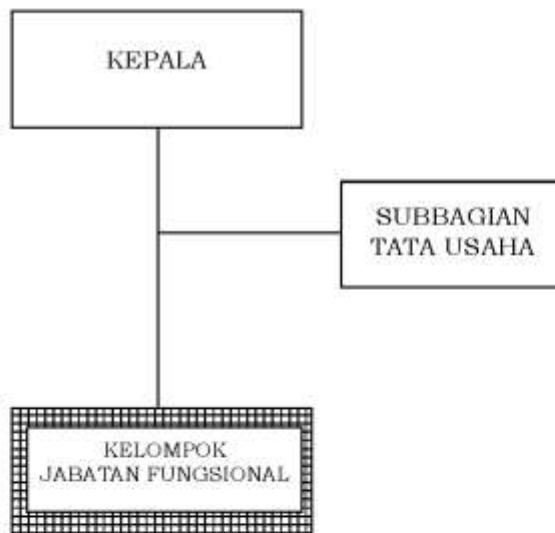 KEPALA
SUBBAGIAN
TATA USAHA
KELOMPOK
JABATAN FUNGSIONAL